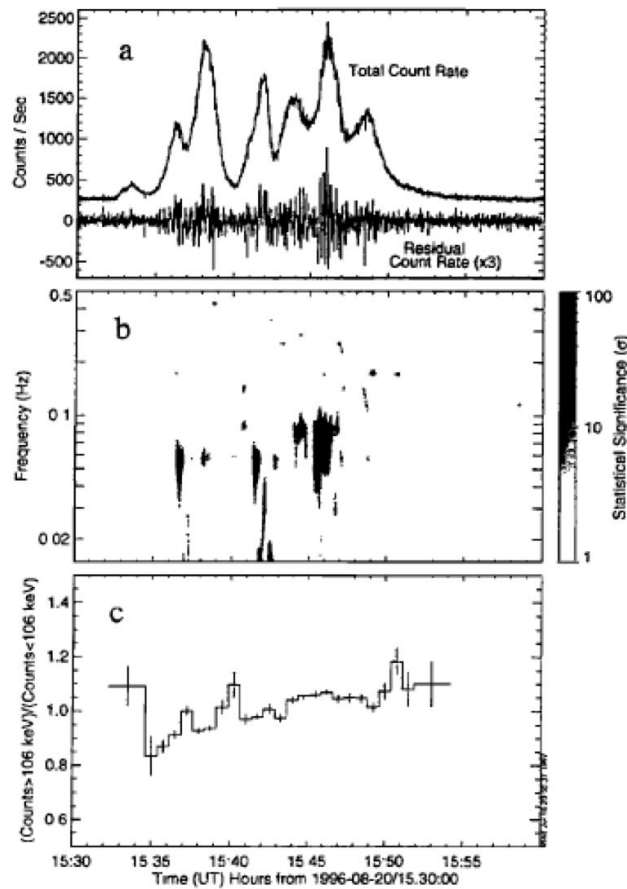 2500
2000
1500
1000
500
0
-500
Counts / Sec
a
Total Count Rate
Residual
Count Rate (x3)
0.5
0 1
0 02
Frequency (Hz)
b
100
10
1
Statistical Significance (σ)
1.4
1.2
1.0
0.8
0 6
(Counts>106 keV)/(Counts<106 keV)
c
15:30 15 35 15:40 15 45 15:50 15:55
Time (UT) Hours from 1996-08-20/15.30:00